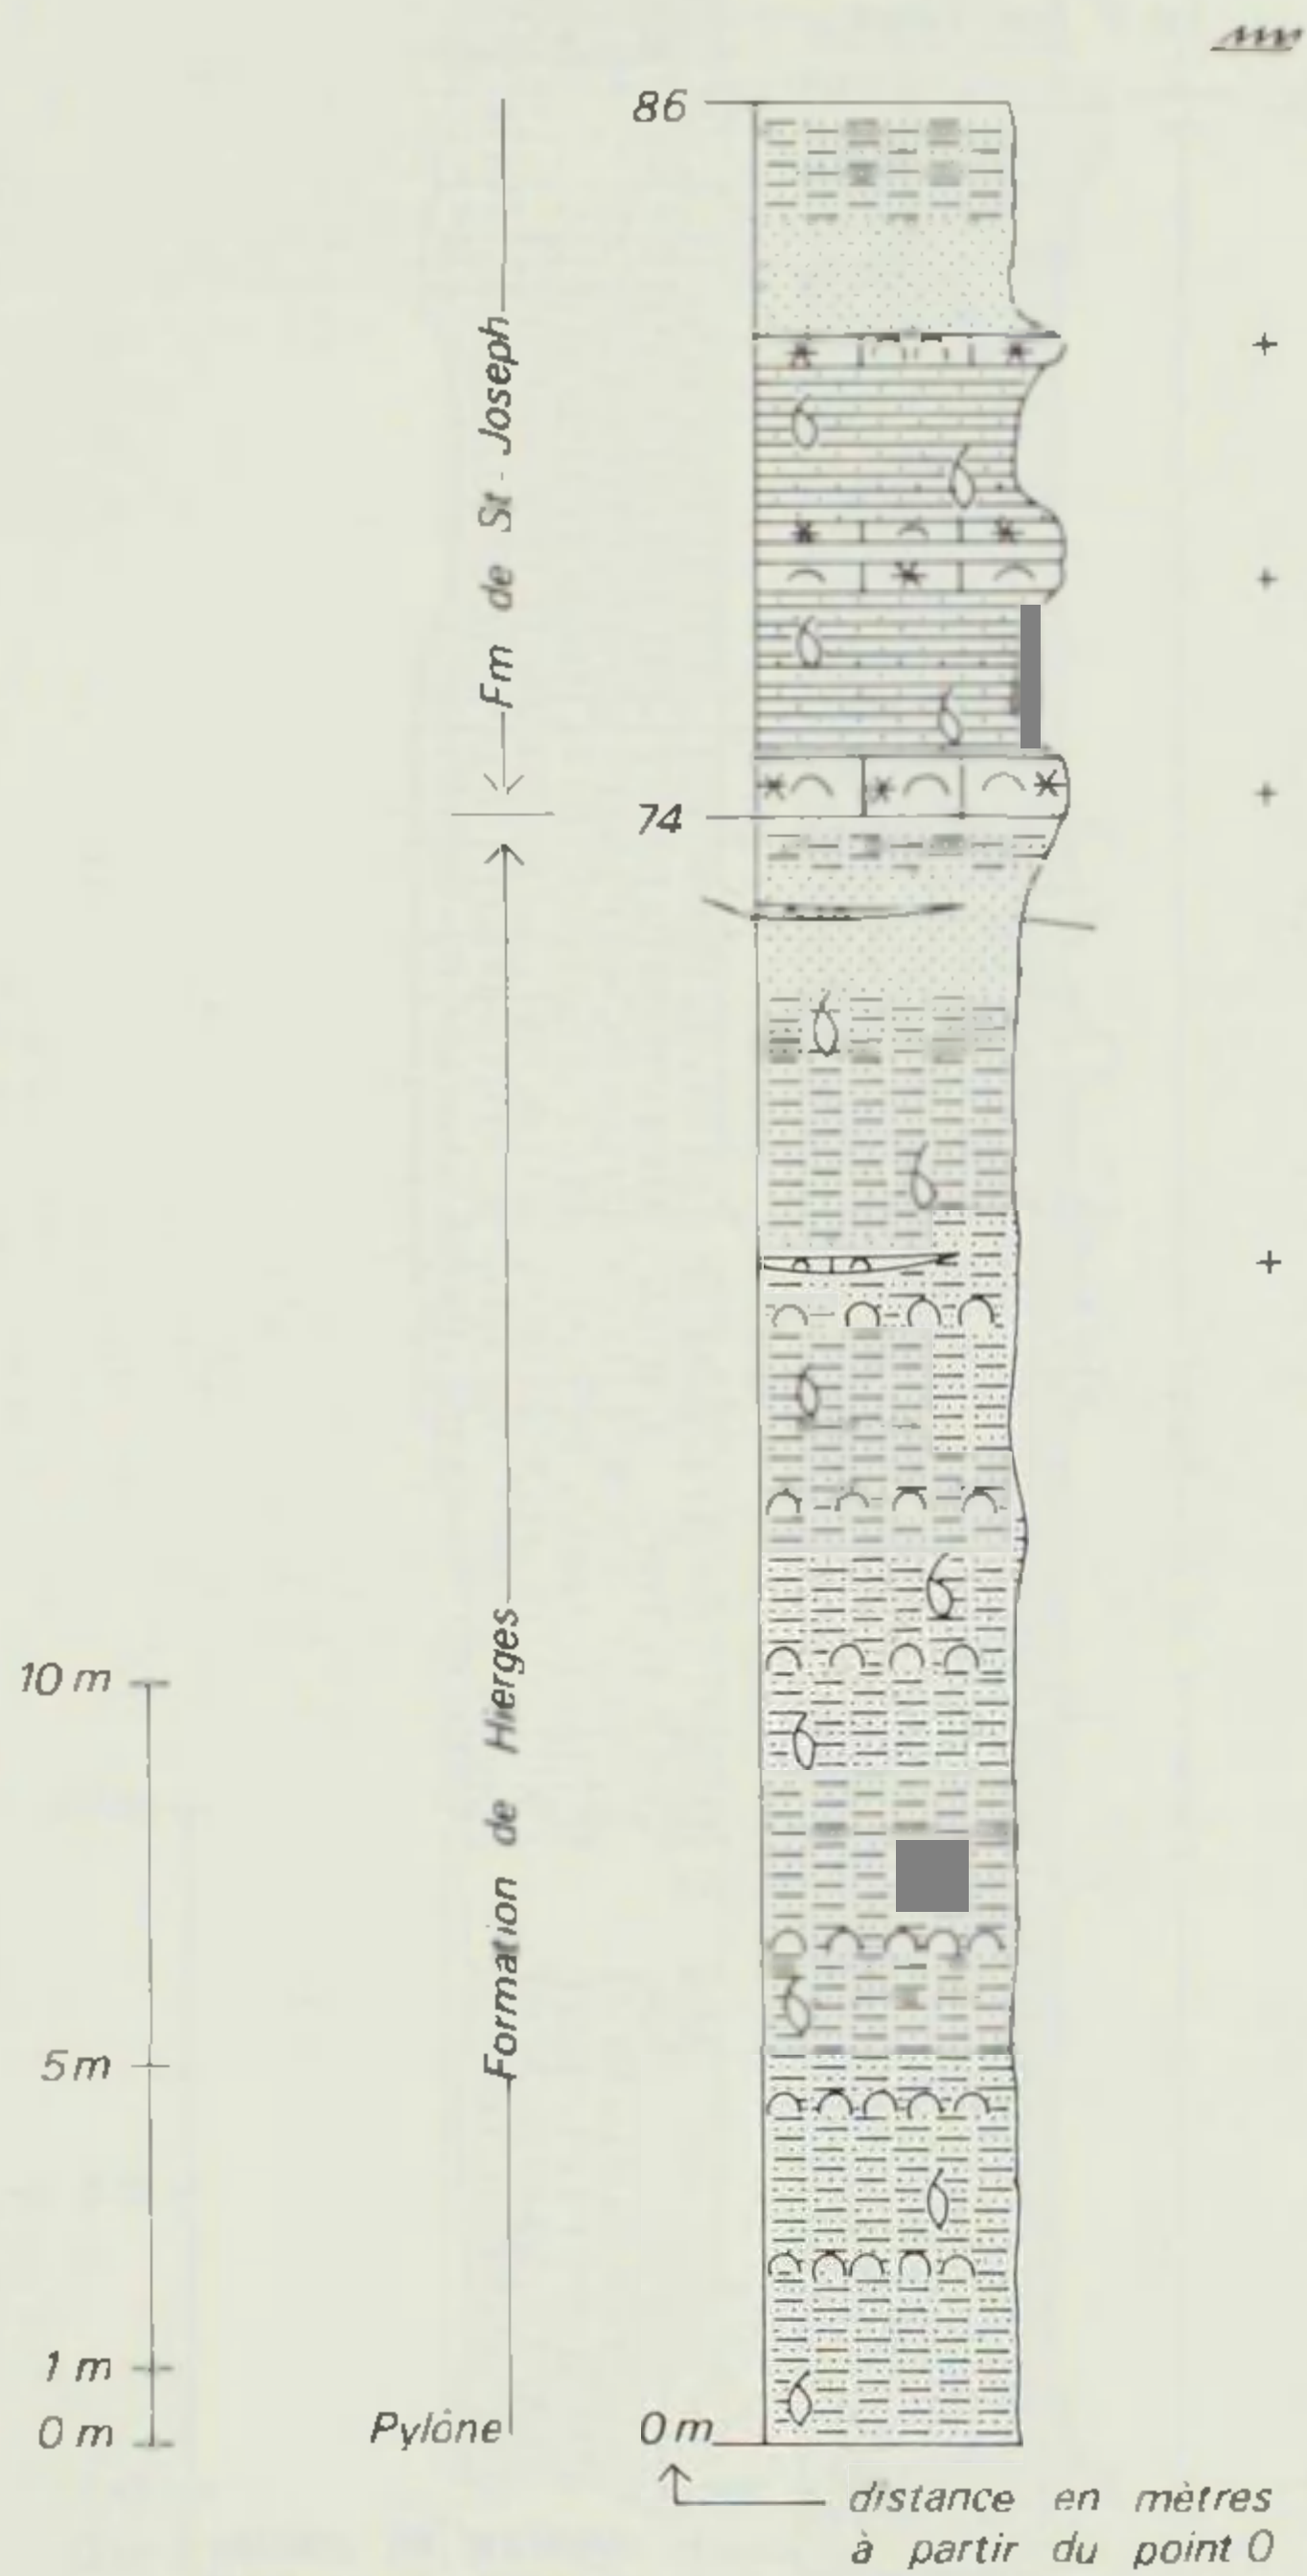 86
Fm de St - Joseph
74
10 m
Formation de Hierges
5m
1 m
0 m
Pylône
0 m
distance en mètres
à partir du point 0